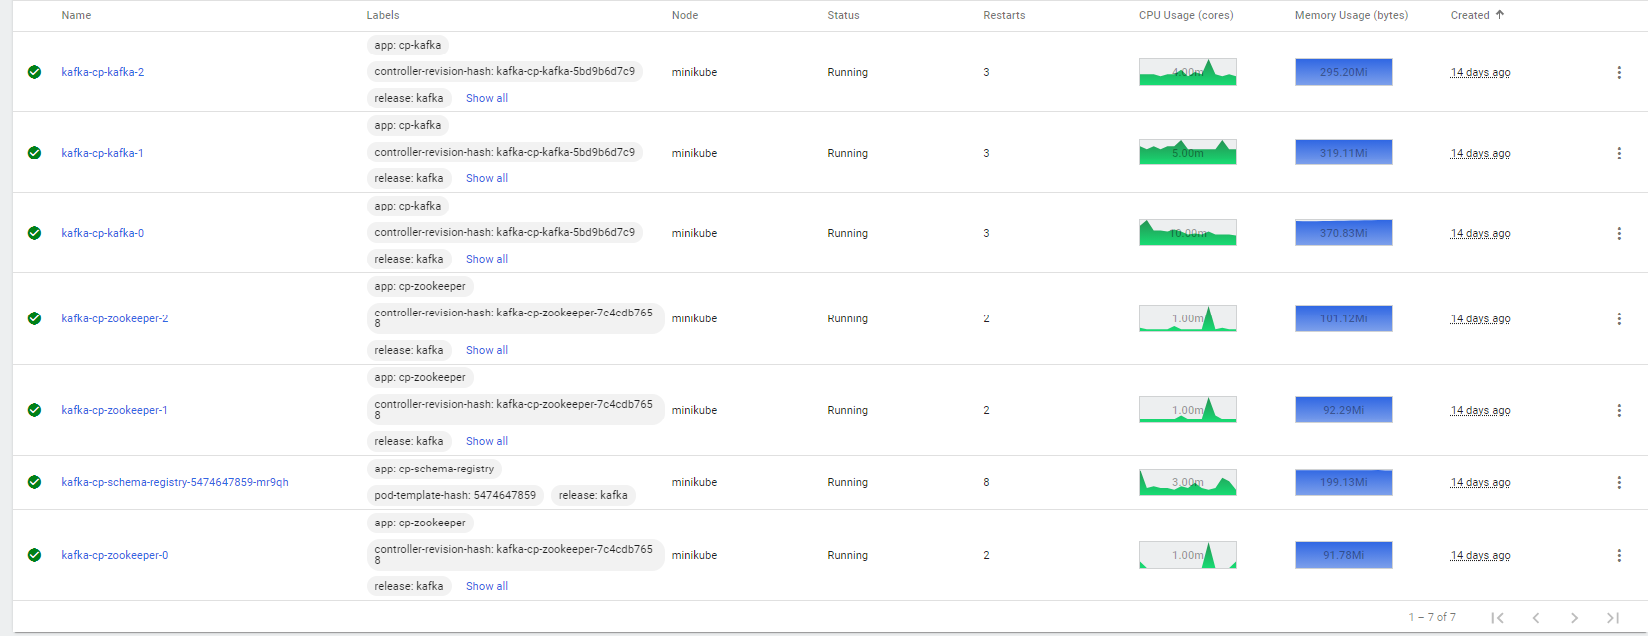 Name Labels Node Status Restarts CPU Usage (cores) Memory Usage (bytes) Created
app: cp-kafka
kafka-cp-kafka-2 controller-revision-hash: kafka-cp-kafka-5bd9b6d7c9 minikube Running 3 4.00m 295.20Mi 14 days ago
release: kafka Show all
app: cp-kafka
kafka-cp-kafka-1 controller-revision-hash: kafka-cp-kafka-5bd9b6d7c9 minikube Running 3 5.00m 319.11Mi 14 days ago
release: kafka Show all
app: cp-kafka
kafka-cp-kafka-0 controller-revision-hash: kafka-cp-kafka-5bd9b6d7c9 minikube Running 3 10.00m 370.83Mi 14 days ago
release: kafka Show all
app: cp-zookeeper
kafka-cp-zookeeper-2 controller-revision-hash: kafka-cp-zookeeper-7c4cdb765 minikube Running 2 1.00m 101.12Mi 14 days ago
8
release: kafka Show all
app: cp-zookeeper
kafka-cp-zookeeper-1 controller-revision-hash: kafka-cp-zookeeper-7c4cdb765 minikube Running 2 1.00m 92.29Mi 14 days ago
8
release: kafka Show all
app: cp-schema-registry
kafka-cp-schema-registry-5474647859-mr9qh minikube Running 8 3.00m 199.13Mi 14 days ago
pod-template-hash: 5474647859 release: kafka
app: cp-zookeeper
kafka-cp-zookeeper-0 controller-revision-hash: kafka-cp-zookeeper-7c4cdb765 minikube Running 2 1.00m 91.78Mi 14 days ago
8
release: kafka Show all
1 – 7 of 7